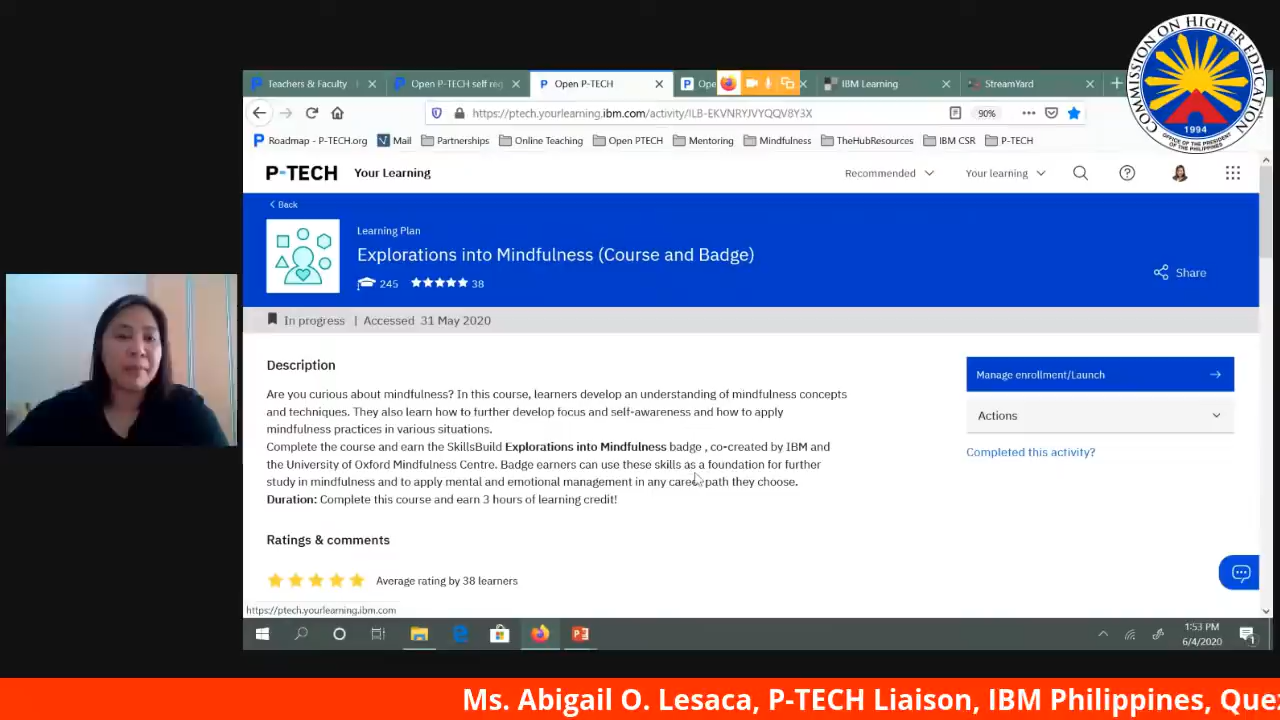 COMMISSION ON HIGHER EDUCATION
OFFICE OF THE PRESIDENT
1994
Teachers & Faculty
Open P-TECH self reg
Open P-TECH
Ope
IBM Learning
StreamYard
https://ptech.yourlearning.ibm.com/activity/ILB-EKVNRYJVYQQV8Y3X
90%
Roadmap - P-TECH.org
Mail
Partnerships
Online Teaching
Open PTECH
Mentoring
Mindfulness
TheHubResources
IBM CSR
P-TECH
P-TECH Your Learning
Recommended
Your learning
Back
Learning Plan
Explorations into Mindfulness (Course and Badge)
245
38
Share
In progress | Accessed 31 May 2020
Description
Manage enrollment/Launch
Are you curious about mindfulness? In this course, learners develop an understanding of mindfulness concepts
and techniques. They also learn how to further develop focus and self-awareness and how to apply
mindfulness practices in various situations.
Actions
Complete the course and earn the SkillsBuild Explorations into Mindfulness badge , co-created by IBM and
the University of Oxford Mindfulness Centre. Badge earners can use these skills as a foundation for further
study in mindfulness and to apply mental and emotional management in any career path they choose.
Completed this activity?
Duration: Complete this course and earn 3 hours of learning credit!
Ratings & comments
Average rating by 38 learners
https://ptech.yourlearning.ibm.com
1:53 PM
6/4/2020
1
Ms. Abigail O. Lesaca, P-TECH Liaison, IBM Philippines, Que